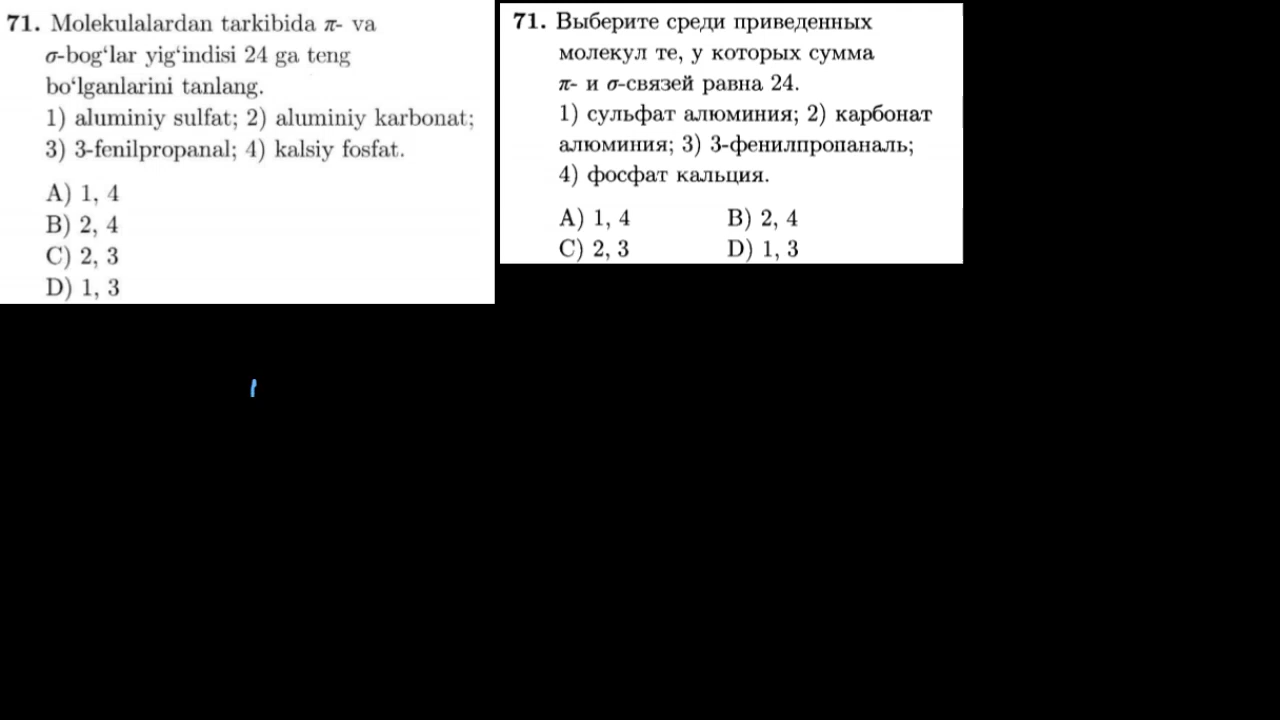 71. Molekulalardan tarkibida π- va
σ-bog‘lar yig‘indisi 24 ga teng
bo‘lganlarini tanlang.
1) aluminiy sulfat; 2) aluminiy karbonat;
3) 3-fenilpropanal; 4) kalsiy fosfat.
A) 1, 4
B) 2, 4
C) 2, 3
D) 1, 3
71. Выберите среди приведенных
молекул те, у которых сумма
π- и σ-связей равна 24.
1) сульфат алюминия; 2) карбонат
алюминия; 3) 3-фенилпропаналь;
4) фосфат кальция.
A) 1, 4 B) 2, 4
C) 2, 3 D) 1, 3